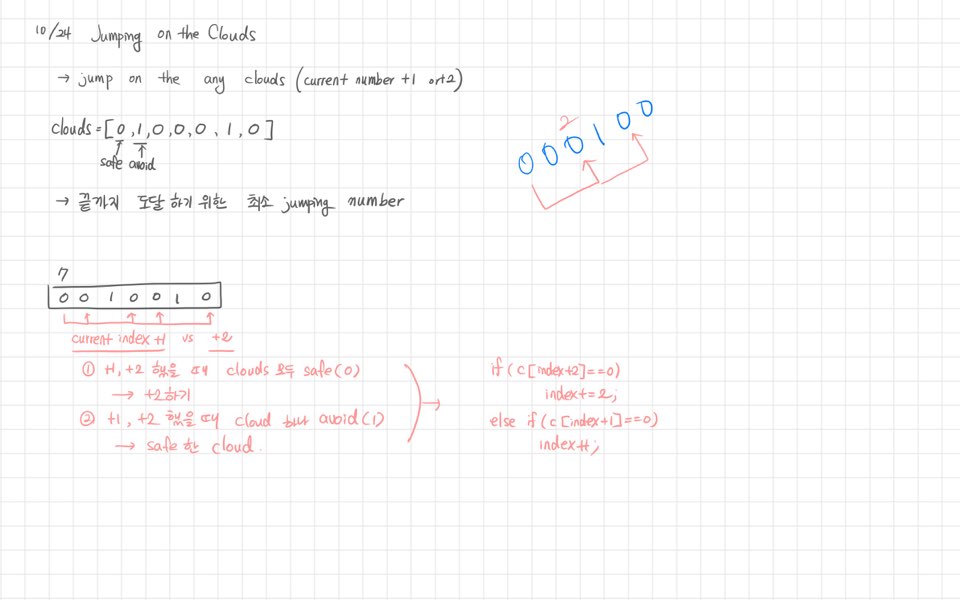 10/24 Jumping on the Clouds
→ jump on the any clouds (current number +1 or +2)
clouds = [0,1,0,0,0,1,0]
safe avoid
→ 끝까지 도달하기 위한 최소 jumping number
2
0 0 0 1 0 0
7
0 0 1 0 0 1 0
current index +1 vs +2
① +1, +2 했을 때 clouds 모두 safe(0)
→ +2하기
② +1, +2 했을 때 cloud but avoid(1)
→ safe한 cloud.
→
if (c[index+2]==0)
index+=2;
else if (c[index+1]==0)
index++;